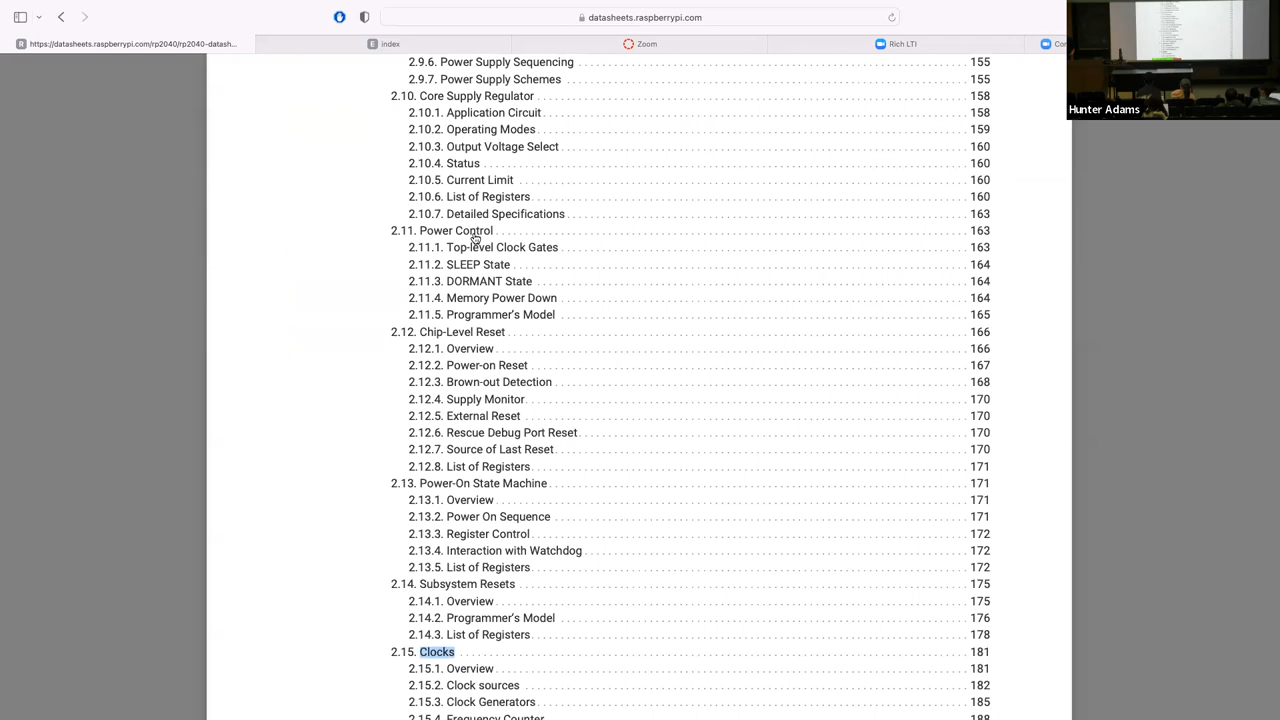 datasheets.raspberrypi.com
https://datasheets.raspberrypi.com/rp2040/rp2040-datash...
index
Zoom
ETI
Hunter Adams
2.9.6. Power Supply Sequencing 155
2.9.7. Power Supply Schemes 155
2.10. Core Supply Regulator 158
2.10.1. Application Circuit 158
2.10.2. Operating Modes 159
2.10.3. Output Voltage Select 160
2.10.4. Status 160
2.10.5. Current Limit 160
2.10.6. List of Registers 160
2.10.7. Detailed Specifications 163
2.11. Power Control 163
2.11.1. Top-level Clock Gates 163
2.11.2. SLEEP State 164
2.11.3. DORMANT State 164
2.11.4. Memory Power Down 164
2.11.5. Programmer's Model 165
2.12. Chip-Level Reset 166
2.12.1. Overview 166
2.12.2. Power-on Reset 167
2.12.3. Brown-out Detection 168
2.12.4. Supply Monitor 170
2.12.5. External Reset 170
2.12.6. Rescue Debug Port Reset 170
2.12.7. Source of Last Reset 170
2.12.8. List of Registers 171
2.13. Power-On State Machine 171
2.13.1. Overview 171
2.13.2. Power On Sequence 171
2.13.3. Register Control 172
2.13.4. Interaction with Watchdog 172
2.13.5. List of Registers 172
2.14. Subsystem Resets 175
2.14.1. Overview 175
2.14.2. Programmer's Model 176
2.14.3. List of Registers 178
2.15. Clocks 181
2.15.1. Overview 181
2.15.2. Clock sources 182
2.15.3. Clock Generators 185
2.15.4. Frequency Counter 188